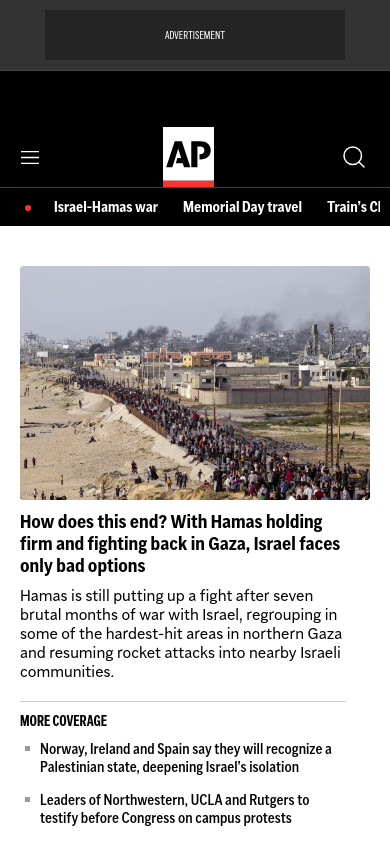 ADVERTISEMENT
AP
Israel-Hamas war Memorial Day travel Train's
How does this end? With Hamas holding
firm and fighting back in Gaza, Israel faces
only bad options
Hamas is still putting up a fight after seven
brutal months of war with Israel, regrouping in
some of the hardest-hit areas in northern Gaza
and resuming rocket attacks into nearby Israeli
communities.
MORE COVERAGE
Norway, Ireland and Spain say they will recognize a
Palestinian state, deepening Israel's isolation
Leaders of Northwestern, UCLA and Rutgers to
testify before Congress on campus protests